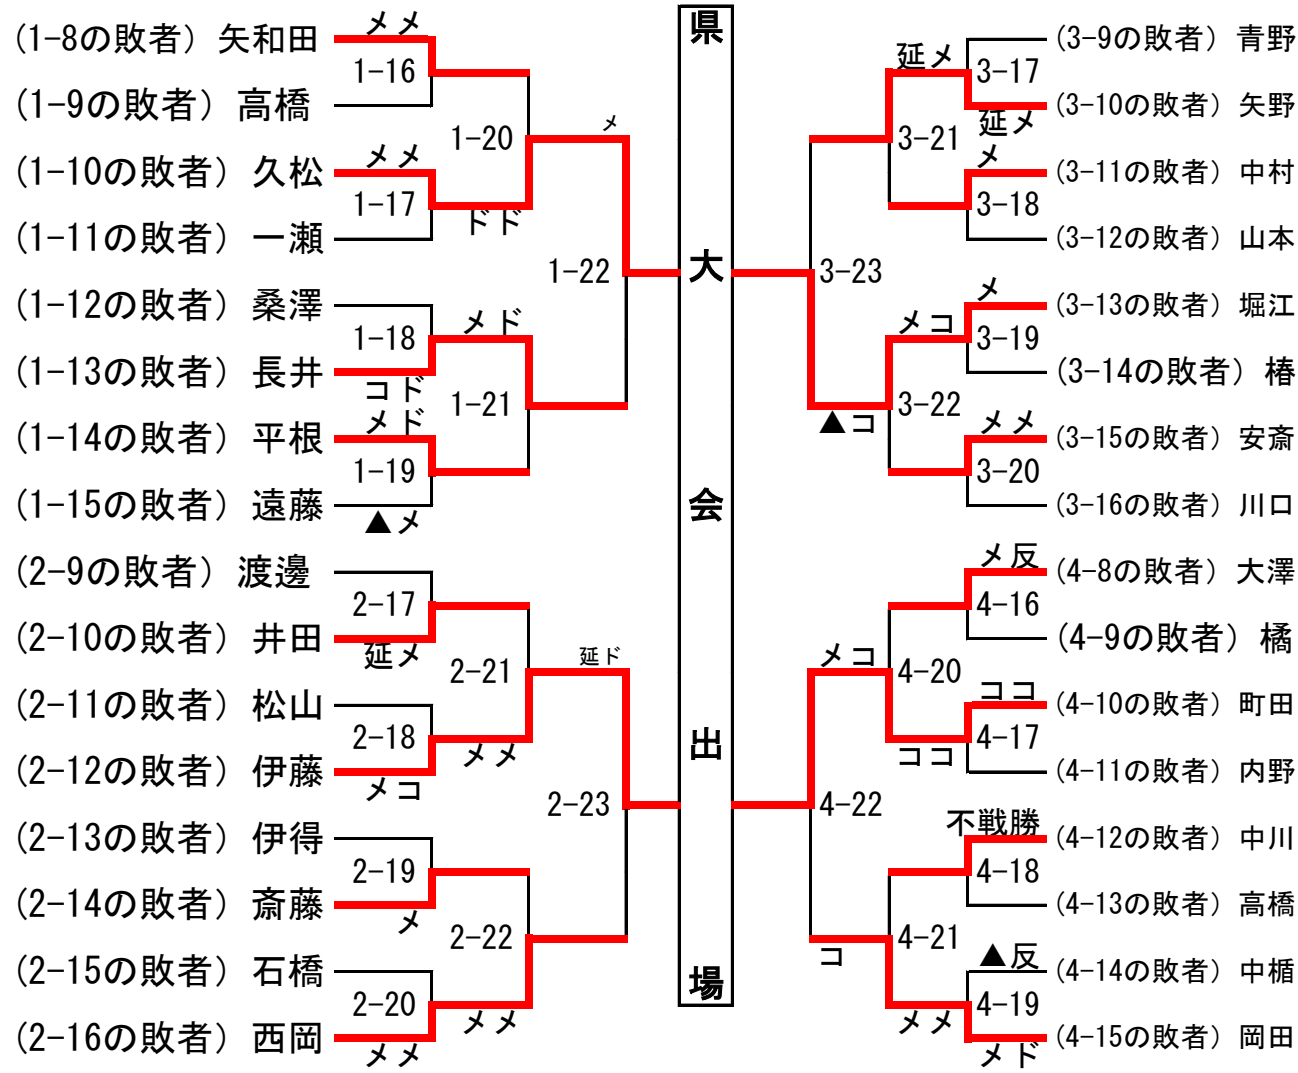 (1-8の敗者) 矢和田
メメ
1-16
(1-9の敗者) 高橋
1-20
メ
(1-10の敗者) 久松
メメ
1-17
ドド
(1-11の敗者) 一瀬
1-22
(1-12の敗者) 桑澤
1-18
メド
(1-13の敗者) 長井
コド
1-21
(1-14の敗者) 平根
メド
1-19
(1-15の敗者) 遠藤
▲メ
(2-9の敗者) 渡邊
2-17
(2-10の敗者) 井田
延メ
2-21
延ド
(2-11の敗者) 松山
2-18
メメ
(2-12の敗者) 伊藤
メコ
2-23
(2-13の敗者) 伊得
2-19
(2-14の敗者) 斎藤
メ
2-22
(2-15の敗者) 石橋
2-20
メメ
(2-16の敗者) 西岡
メメ
県大会出場
(3-9の敗者) 青野
延メ
3-17
(3-10の敗者) 矢野
延メ
3-21
(3-11の敗者) 中村
メ
3-18
(3-12の敗者) 山本
3-23
(3-13の敗者) 堀江
メ
メコ
3-19
(3-14の敗者) 椿
3-22
▲コ
(3-15の敗者) 安斎
メメ
3-20
(3-16の敗者) 川口
(4-8の敗者) 大澤
メ反
4-16
(4-9の敗者) 橘
メコ
4-20
(4-10の敗者) 町田
ココ
4-17
ココ
(4-11の敗者) 内野
4-22
(4-12の敗者) 中川
不戦勝
4-18
(4-13の敗者) 高橋
4-21
コ
(4-14の敗者) 中楯
▲反
4-19
メメ
(4-15の敗者) 岡田
メド